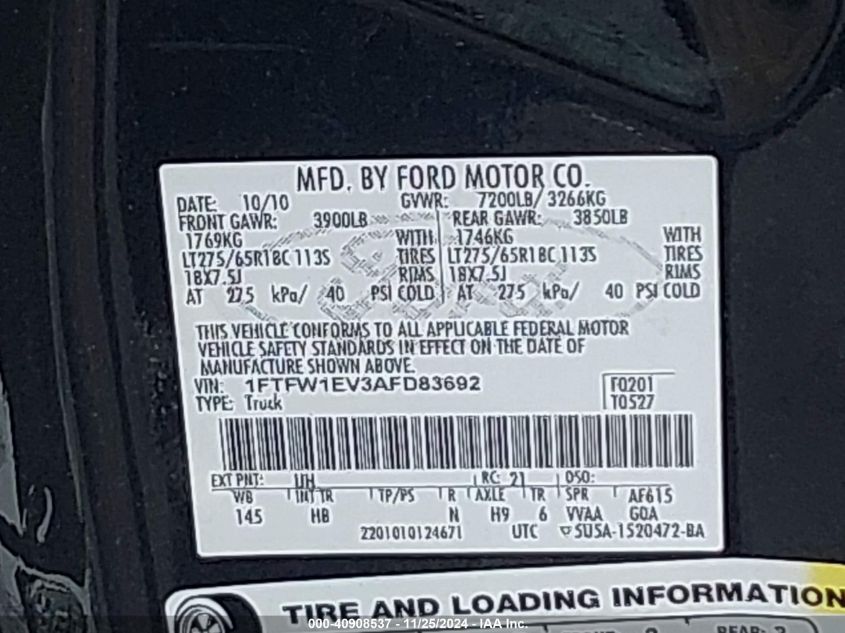 MFD. BY FORD MOTOR CO.
DATE: 10/10 GVWR: 7200LB/ 3266KG
FRONT GAWR: 3900LB REAR GAWR: 3850LB
1769KG WITH 1746KG WITH
LT275/65R18C 113S TIRES LT275/65R18C 113S TIRES
18X7.5J RIMS 18X7.5J RIMS
AT 275 kPa/ 40 PSI COLD AT 275 kPa/ 40 PSI COLD
THIS VEHICLE CONFORMS TO ALL APPLICABLE FEDERAL MOTOR
VEHICLE SAFETY STANDARDS IN EFFECT ON THE DATE OF
MANUFACTURE SHOWN ABOVE.
VIN: 1FTFW1EV3AFD83692 F0201
TYPE: Truck T0527
EXT PNT: UH RC: 21 DSO:
WB INT TR TP/PS R AXLE TR SPR AF615
145 HB N H9 6 VVAA GOA
2201010124671 UTC 5U5A-1520472-BA
TIRE AND LOADING INFORMATION
000-40908537 - 11/25/2024 - IAA Inc.